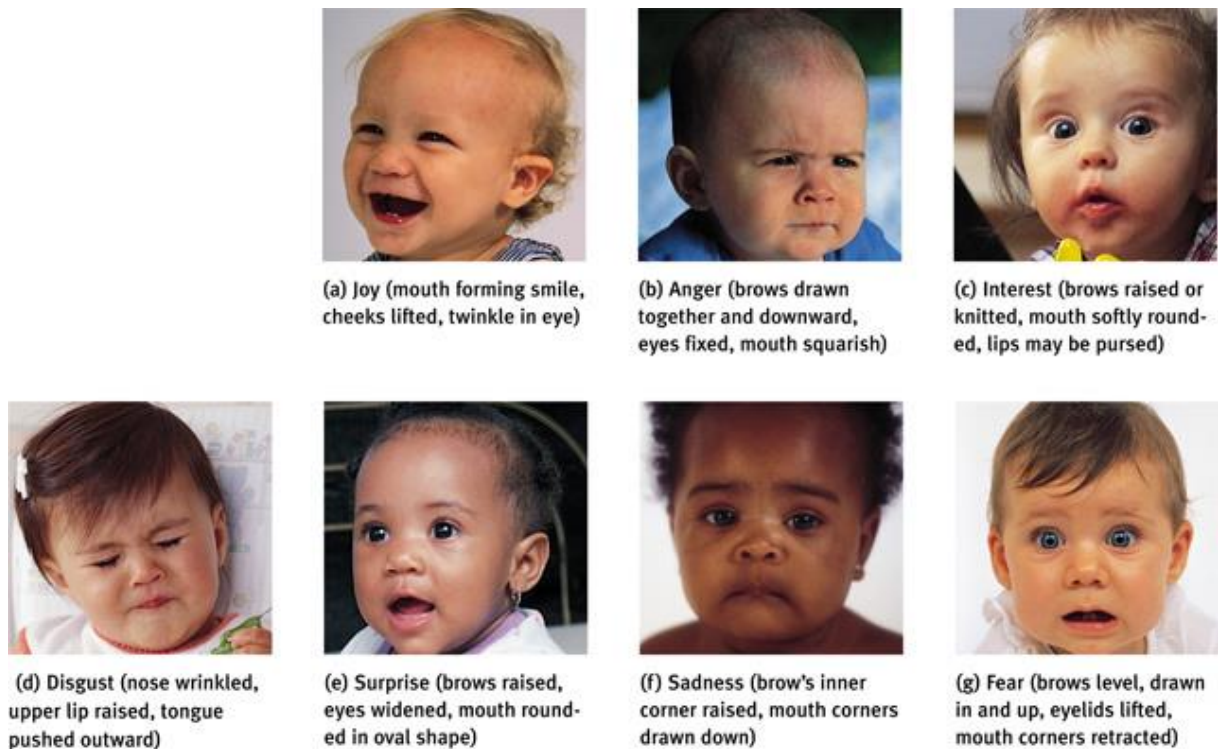 (a) Joy (mouth forming smile,
cheeks lifted, twinkle in eye)
(b) Anger (brows drawn
together and downward,
eyes fixed, mouth squarish)
(c) Interest (brows raised or
knitted, mouth softly round-
ed, lips may be pursed)
(d) Disgust (nose wrinkled,
upper lip raised, tongue
pushed outward)
(e) Surprise (brows raised,
eyes widened, mouth round-
ed in oval shape)
(f) Sadness (brow's inner
corner raised, mouth corners
drawn down)
(g) Fear (brows level, drawn
in and up, eyelids lifted,
mouth corners retracted)